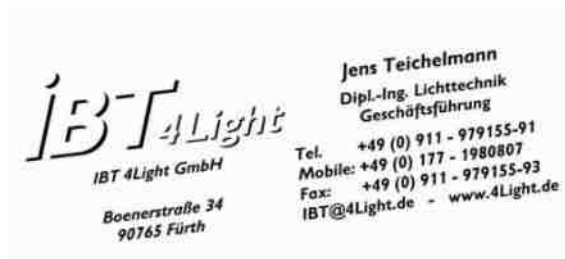 iBT 4Light
IBT 4Light GmbH
Boenerstraße 34
90765 Fürth
Jens Teichelmann
Dipl.-Ing. Lichttechnik
Geschäftsführung
Tel. +49 (0) 911 - 979155-91
Mobile: +49 (0) 177 - 1980807
Fax: +49 (0) 911 - 979155-93
IBT@4Light.de - www.4Light.de